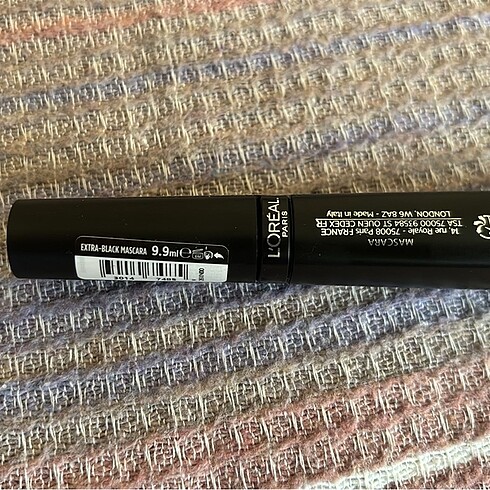 EXTRA-BLACK MASCARA 9.9ml e
L'ORÉAL
PARIS
MASCARA
14, rue Royale - 75008 Paris FRANCE
TSA 75000 93584 ST OUEN CEDEX FR
LONDON, W6 8AZ - Made in Italy